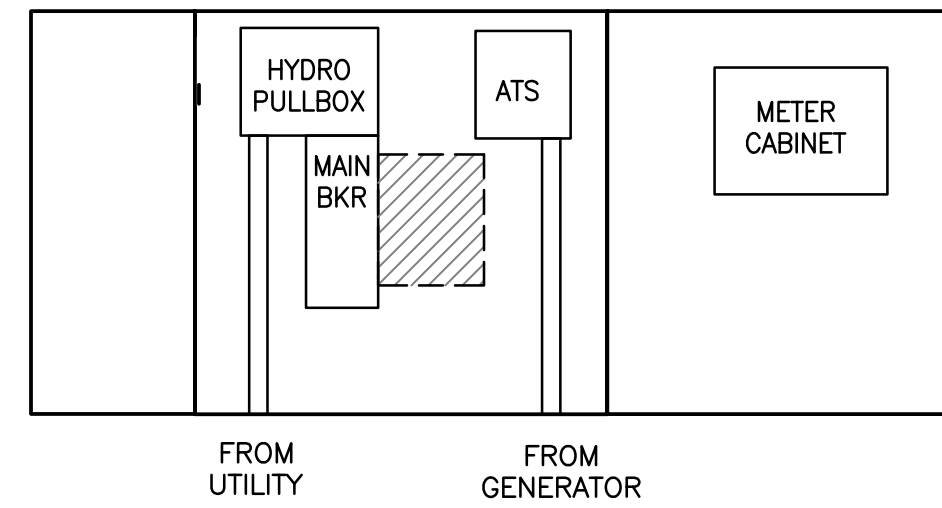 HYDRO
PULLBOX
ATS
METER
CABINET
MAIN
BKR
FROM
UTILITY
FROM
GENERATOR